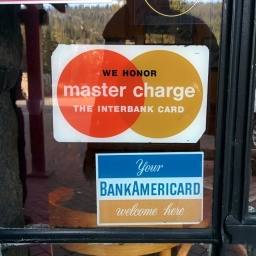 WE HONOR
master charge
THE INTERBANK CARD
Your
BANKAMERICARD
welcome here